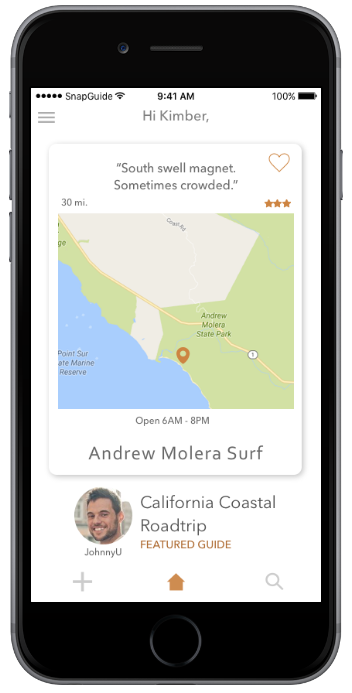 SnapGuide
9:41 AM
100%
Hi Kimber,
“South swell magnet.
Sometimes crowded.”
30 mi.
Andrew
Molera
State Park
1
Point Sur
ate Marine
Reserve
Open 6AM - 8PM
Andrew Molera Surf
California Coastal
Roadtrip
FEATURED GUIDE
JohnnyU